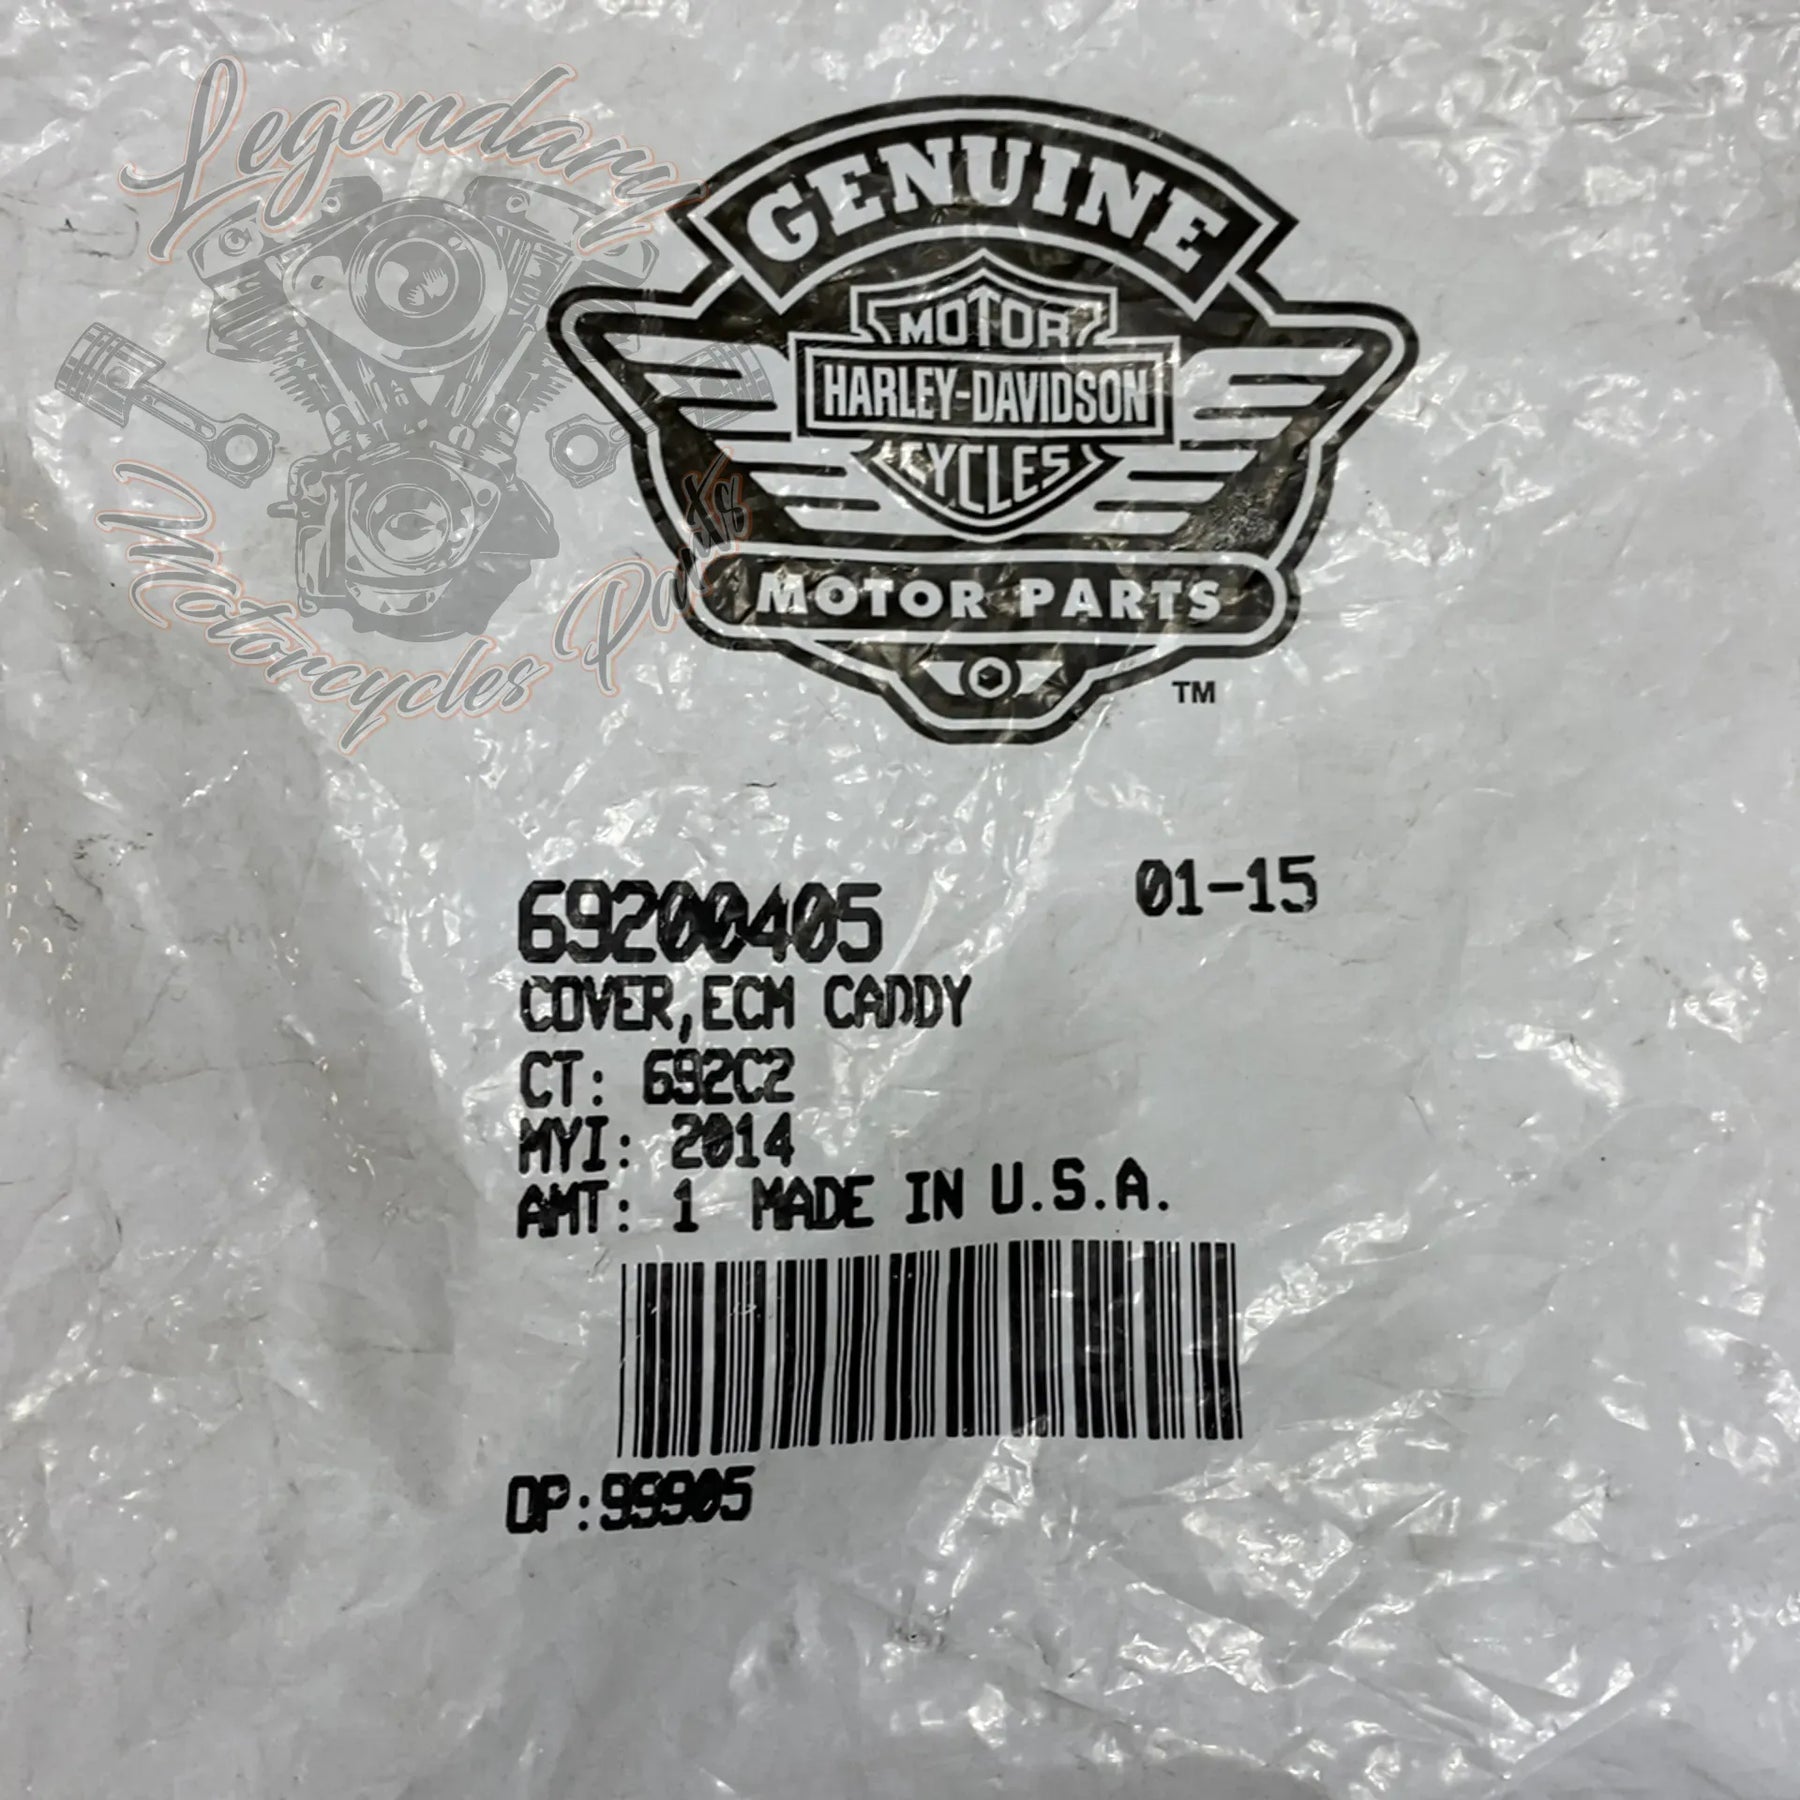 Legendary
Motorcycles Parts
GENUINE
MOTOR
HARLEY-DAVIDSON
CYCLES
MOTOR PARTS
TM
69200405
01-15
COVER,ECM CADDY
CT: 692C2
MYI: 2014
AMT: 1 MADE IN U.S.A.
OP:99905